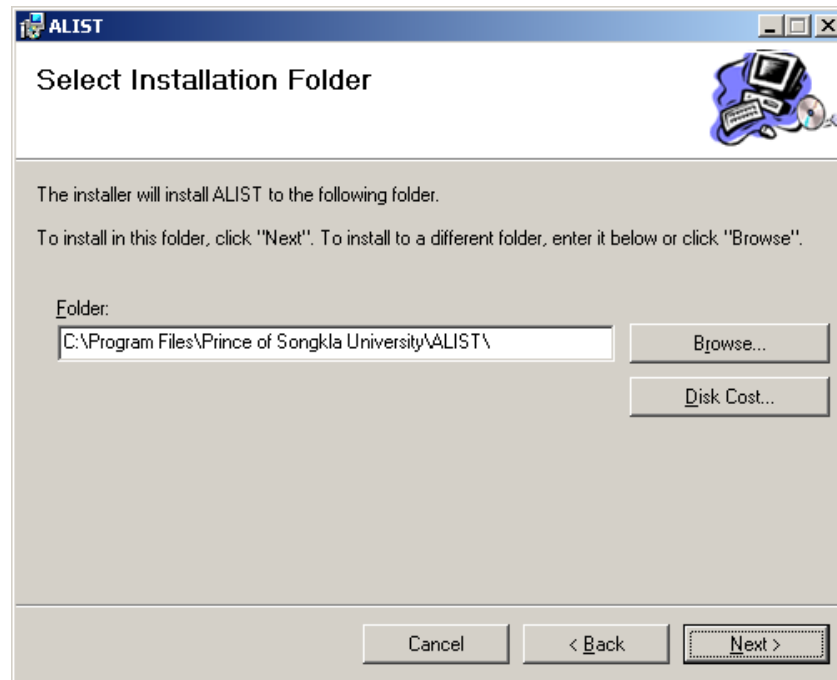 ALIST
Select Installation Folder
The installer will install ALIST to the following folder.
To install in this folder, click "Next". To install to a different folder, enter it below or click "Browse".
Folder:
C:\Program Files\Prince of Songkla University\ALIST\
Browse...
Disk Cost...
Cancel
< Back
Next >